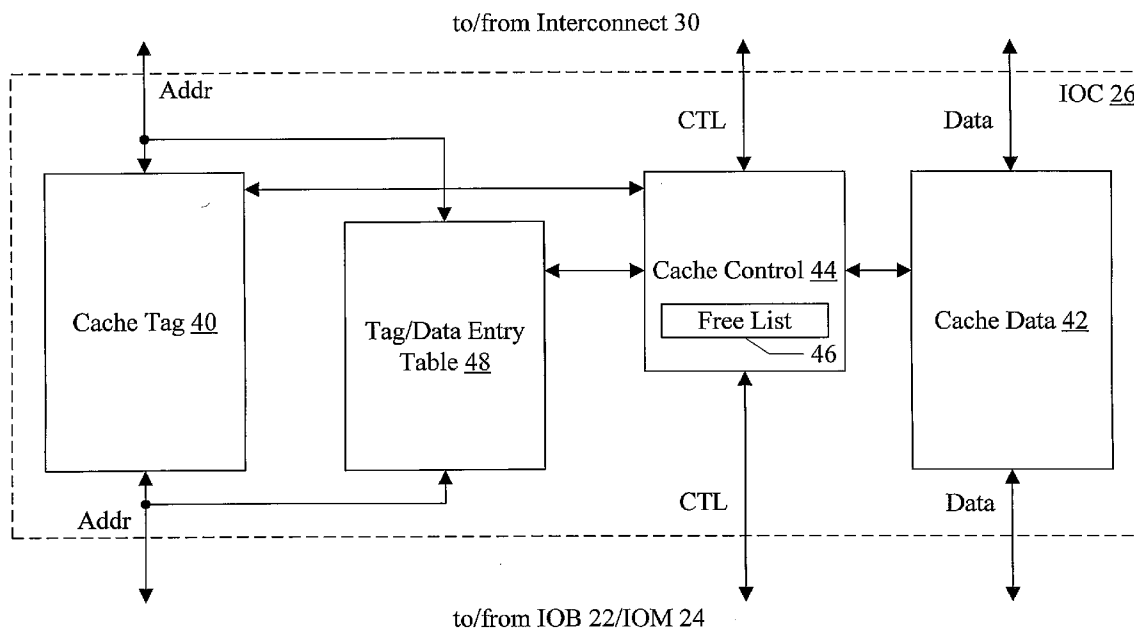 to/from Interconnect 30
Addr
CTL
Data
IOC 26
Cache Tag 40
Tag/Data Entry
Table 48
Cache Control 44
Free List
46
Cache Data 42
Addr
CTL
Data
to/from IOB 22/IOM 24